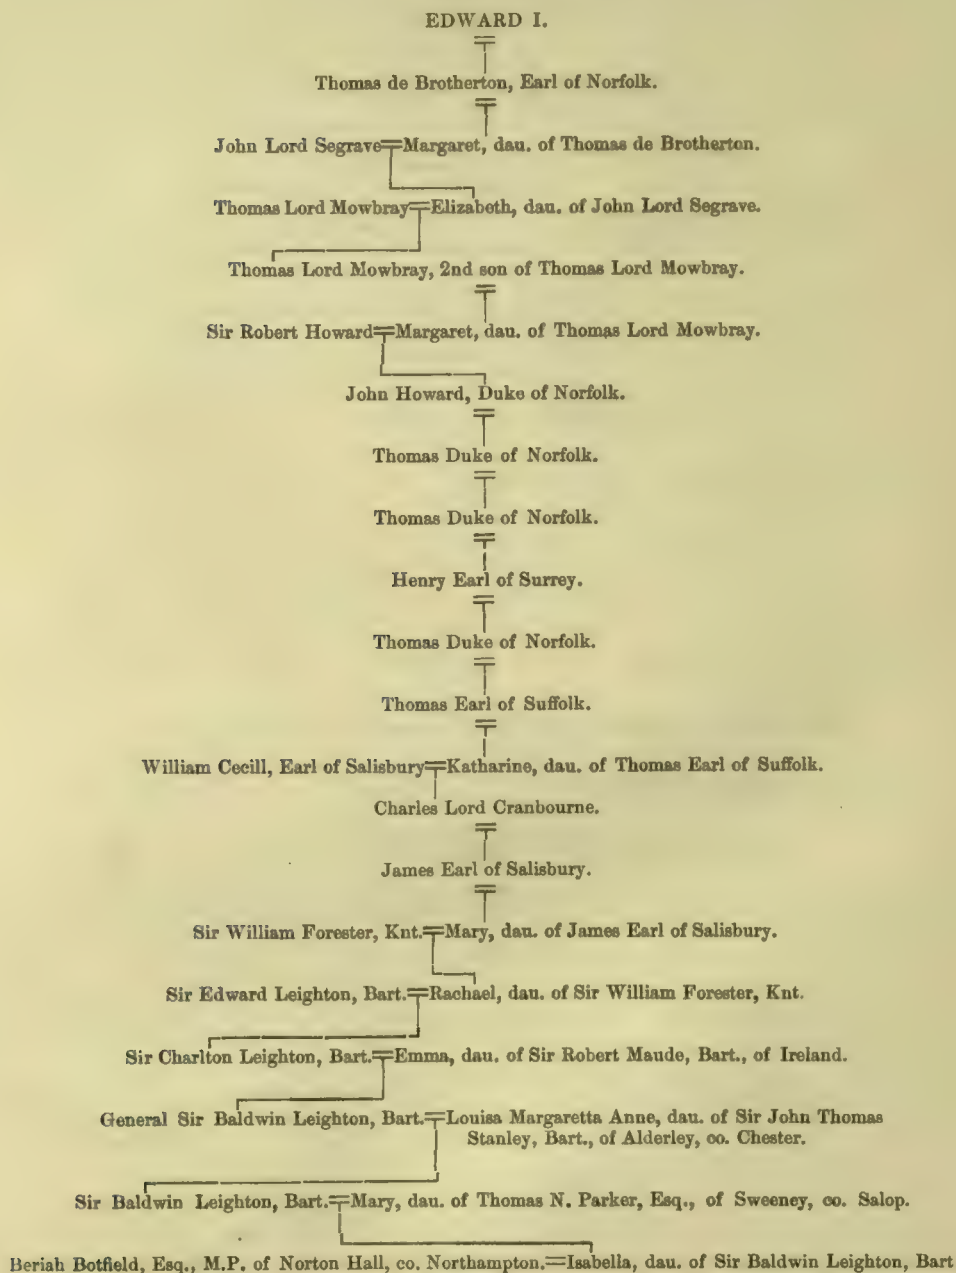 EDWARD I.
Thomas de Brotherton, Earl of Norfolk.
John Lord Segrave=Margaret, dau. of Thomas de Brotherton.
Thomas Lord Mowbray=Elizabeth, dau. of John Lord Segrave.
Thomas Lord Mowbray, 2nd son of Thomas Lord Mowbray.
Sir Robert Howard=Margaret, dau. of Thomas Lord Mowbray.
John Howard, Duke of Norfolk.
Thomas Duke of Norfolk.
Thomas Duke of Norfolk.
Henry Earl of Surrey.
Thomas Duke of Norfolk.
Thomas Earl of Suffolk.
William Cecill, Earl of Salisbury=Katharine, dau. of Thomas Earl of Suffolk.
Charles Lord Cranbourne.
James Earl of Salisbury.
Sir William Forester, Knt.=Mary, dau. of James Earl of Salisbury.
Sir Edward Leighton, Bart.=Rachael, dau. of Sir William Forester, Knt.
Sir Charlton Leighton, Bart.=Emma, dau. of Sir Robert Maude, Bart., of Ireland.
General Sir Baldwin Leighton, Bart.=Louisa Margaretta Anne, dau. of Sir John Thomas
Stanley, Bart., of Alderley, co. Chester.
Sir Baldwin Leighton, Bart.=Mary, dau. of Thomas N. Parker, Esq., of Sweeney, co. Salop.
Beriah Botfield, Esq., M.P. of Norton Hall, co. Northampton.=Isabella, dau. of Sir Baldwin Leighton, Bart